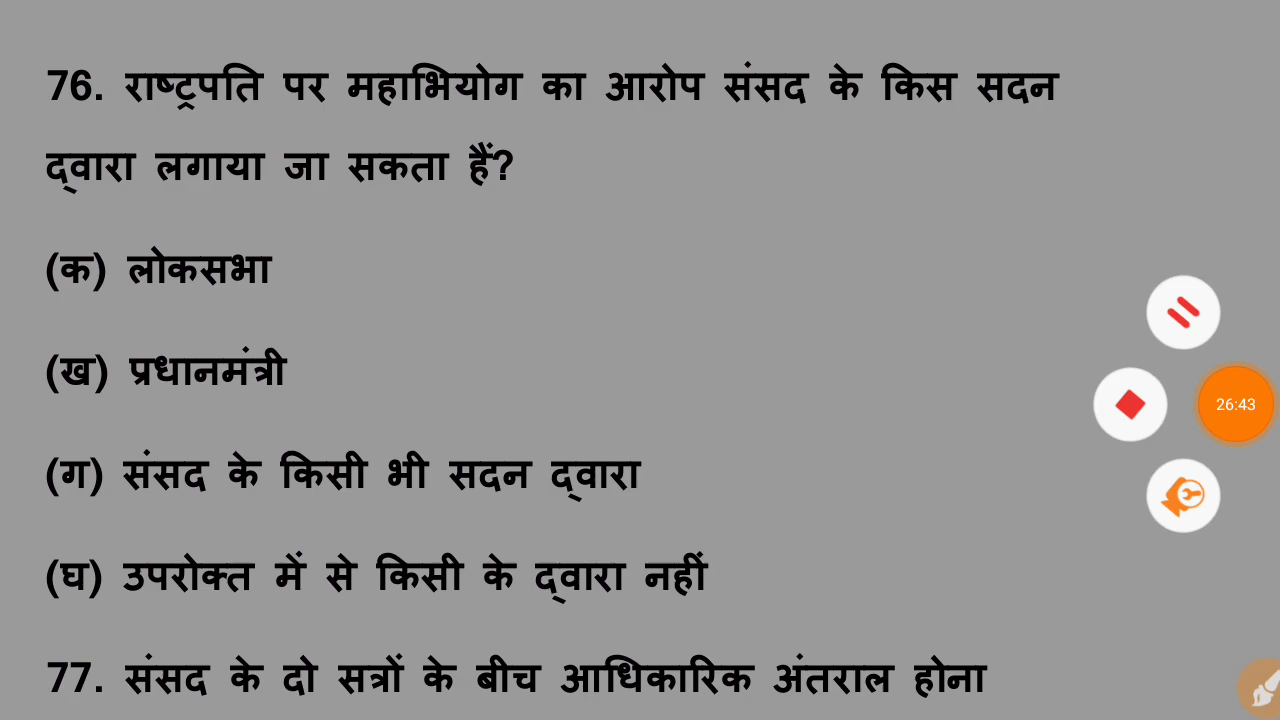 76. राष्ट्रपति पर महाभियोग का आरोप संसद के किस सदन
द्वारा लगाया जा सकता हैं?
(क) लोकसभा
(ख) प्रधानमंत्री
(ग) संसद के किसी भी सदन द्वारा
(घ) उपरोक्त में से किसी के द्वारा नहीं
77. संसद के दो सत्रों के बीच आधिकारिक अंतराल होना
26:43